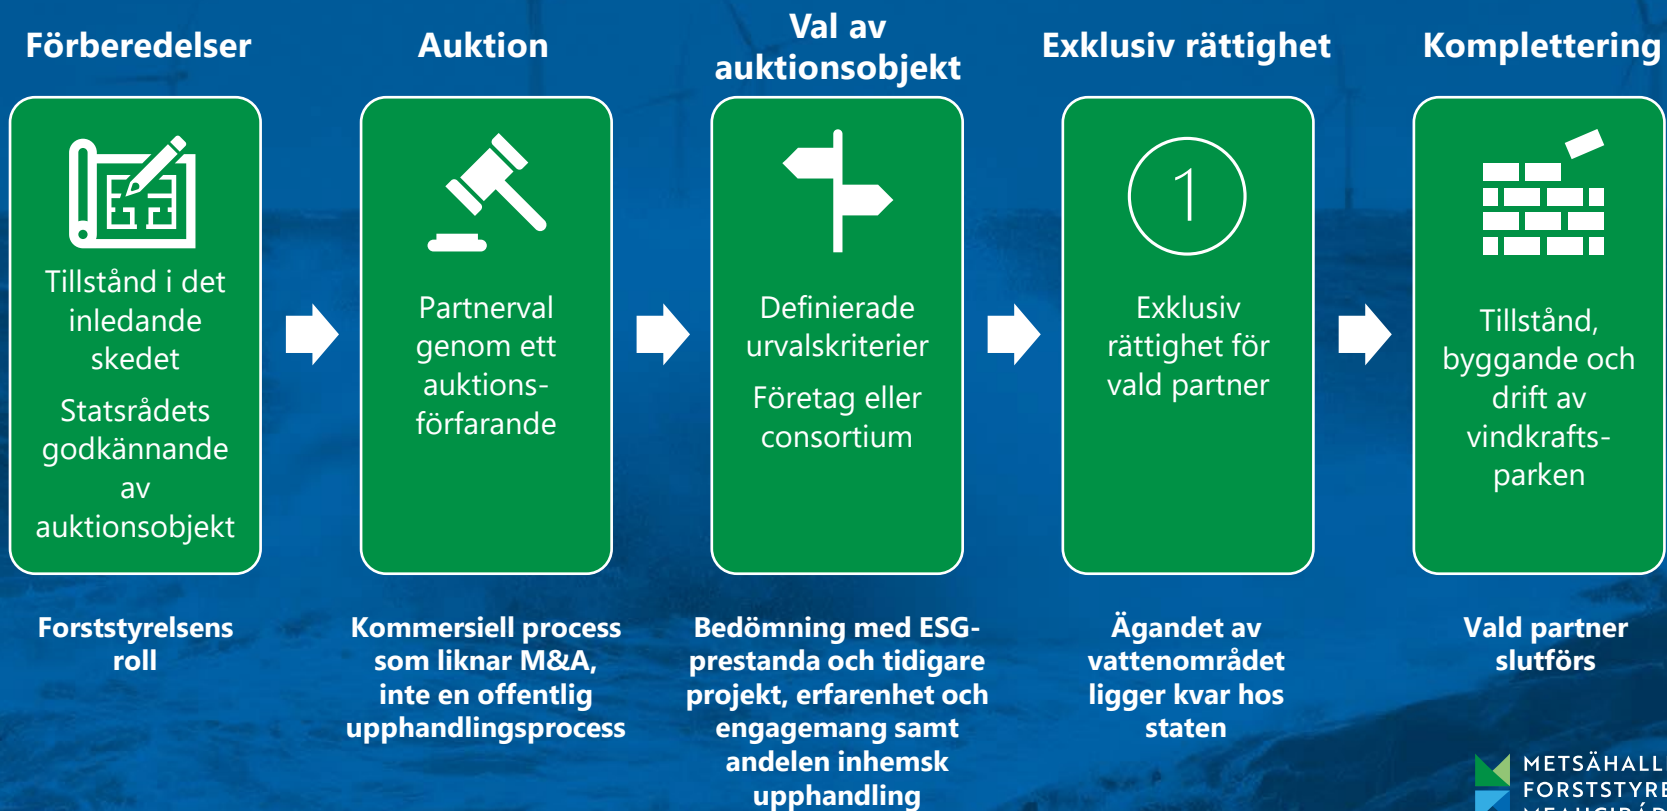 Förberedelser
Tillstånd i det
inledande
skedet
Statsrådets
godkännande
av
auktionsobjekt
Forststyrelsens
roll
Auktion
Partnerval
genom ett
auktions-
förfarande
Kommersiell process
som liknar M&A,
inte en offentlig
upphandlingsprocess
Val av
auktionsobjekt
Definierade
urvalskriterier
Företag eller
consortium
Bedömning med ESG-
prestanda och tidigare
projekt, erfarenhet och
engagemang samt
andelen inhemsk
upphandling
Exklusiv rättighet
1
Exklusiv
rättighet för
vald partner
Ägandet av
vattenområdet
ligger kvar hos
staten
Komplettering
Tillstånd,
byggande och
drift av
vindkrafts-
parken
Vald partner
slutförs
METSÄHALL
FORSTSTYRE